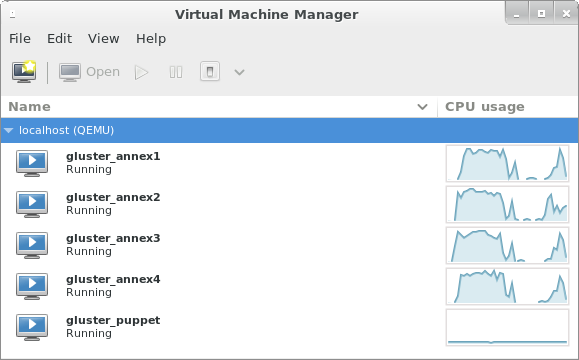 Virtual Machine Manager
File Edit View Help
Open
Name CPU usage
localhost (QEMU)
gluster_annex1
Running
gluster_annex2
Running
gluster_annex3
Running
gluster_annex4
Running
gluster_puppet
Running